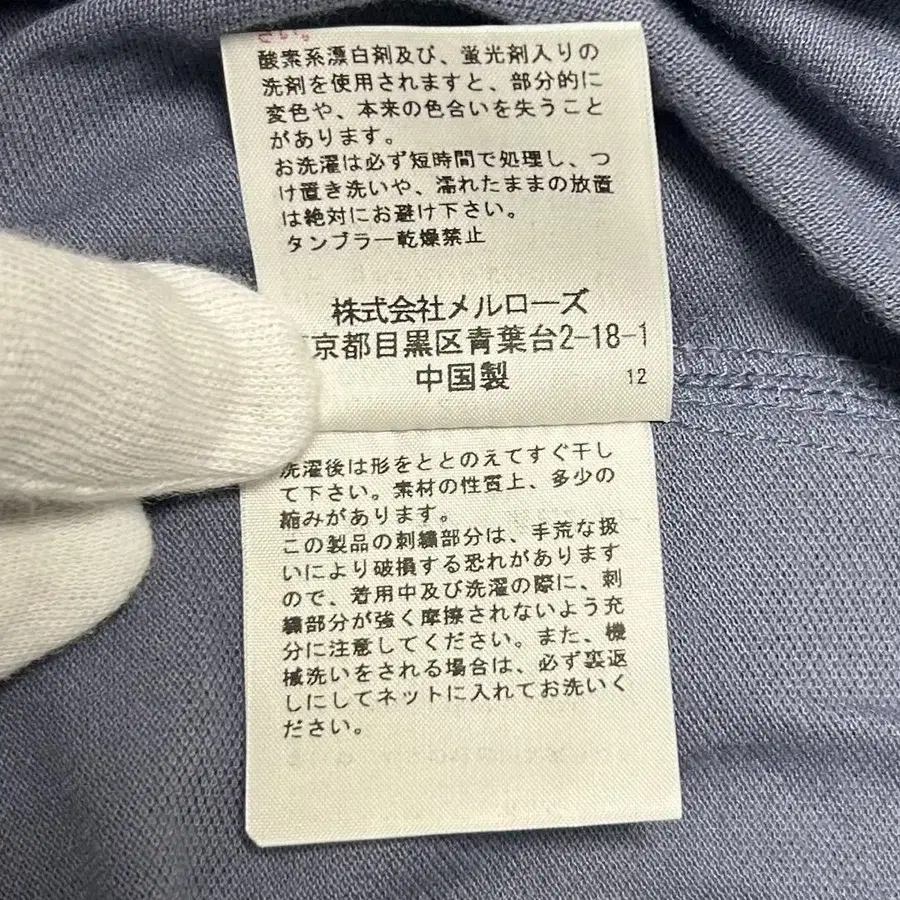 酸素系漂白剤及び、蛍光剤入りの
洗剤を使用されますと、部分的に
変色や、本来の色合いを失うこと
があります。
お洗濯は必ず短時間で処理し、つ
け置き洗いや、濡れたままの放置
は絶対にお避け下さい。
タンブラー乾燥禁止
株式会社メルローズ
京都目黒区青葉台2-18-1
中国製
12
洗濯後は形をととのえてすぐ干し
て下さい。素材の性質上、多少の
縮みがあります。
この製品の刺繍部分は、手荒な扱
いにより破損する恐れがあります
ので、着用中及び洗濯の際に、刺
繍部分が強く摩擦されないよう充
分に注意してください。また、機
械洗いをされる場合は、必ず裏返
しにしてネットに入れてお洗いく
ださい。